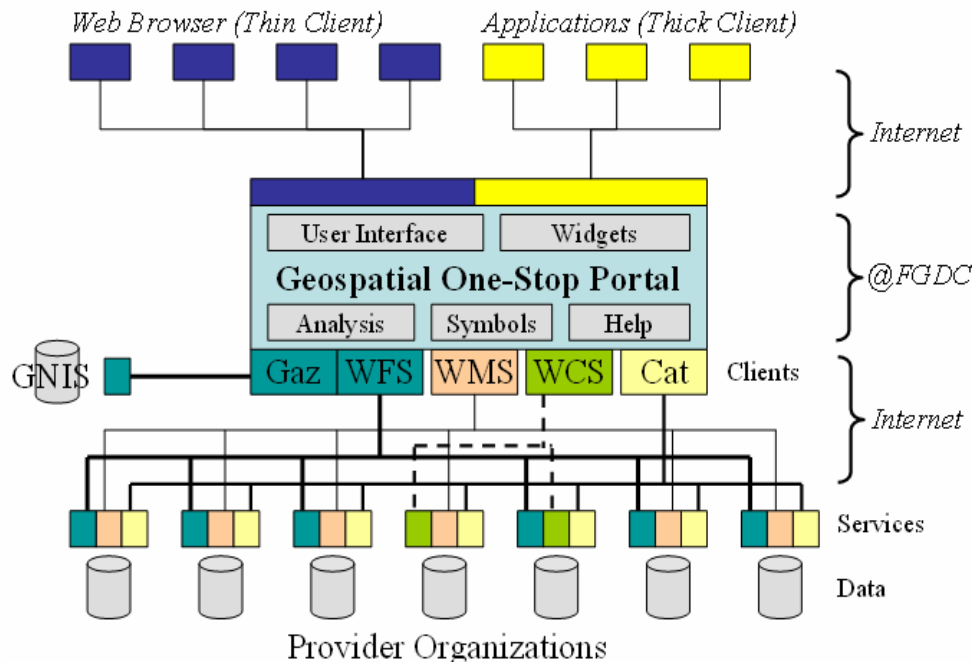 Web Browser (Thin Client)
Applications (Thick Client)
Internet
User Interface
Widgets
Geospatial One-Stop Portal
@FGDC
Analysis
Symbols
Help
GNIS
Gaz
WFS
WMS
WCS
Cat
Clients
Internet
Services
Data
Provider Organizations